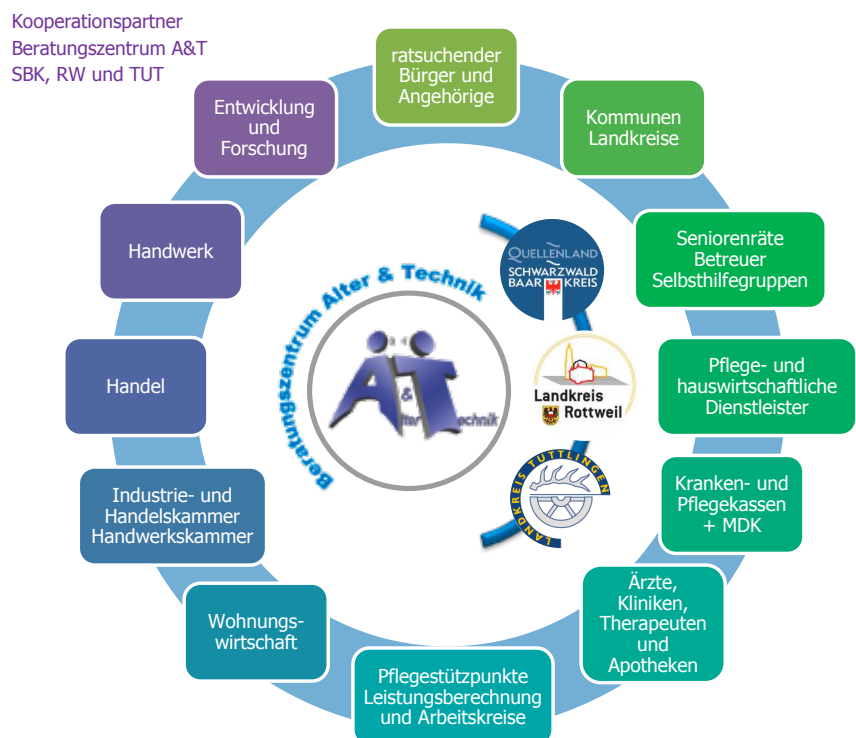 Kooperationspartner
Beratungszentrum A&T
SBK, RW und TUT
ratsuchender
Bürger und
Angehörige
Kommunen
Landkreise
Seniorenräte
Betreuer
Selbsthilfegruppen
Pflege- und
hauswirtschaftliche
Dienstleister
Kranken- und
Pflegekassen
+ MDK
Ärzte,
Kliniken,
Therapeuten
und
Apotheken
Pflegestützpunkte
Leistungsberechnung
und Arbeitskreise
Wohnungs-
wirtschaft
Industrie- und
Handelskammer
Handwerkskammer
Handel
Handwerk
Entwicklung
und
Forschung
Beratungszentrum Alter & Technik
A&T
Alter Technik
QUELLENLAND
SCHWARZWALD
BAAR KREIS
Landkreis
Rottweil
LANDKREIS TUTTLINGEN